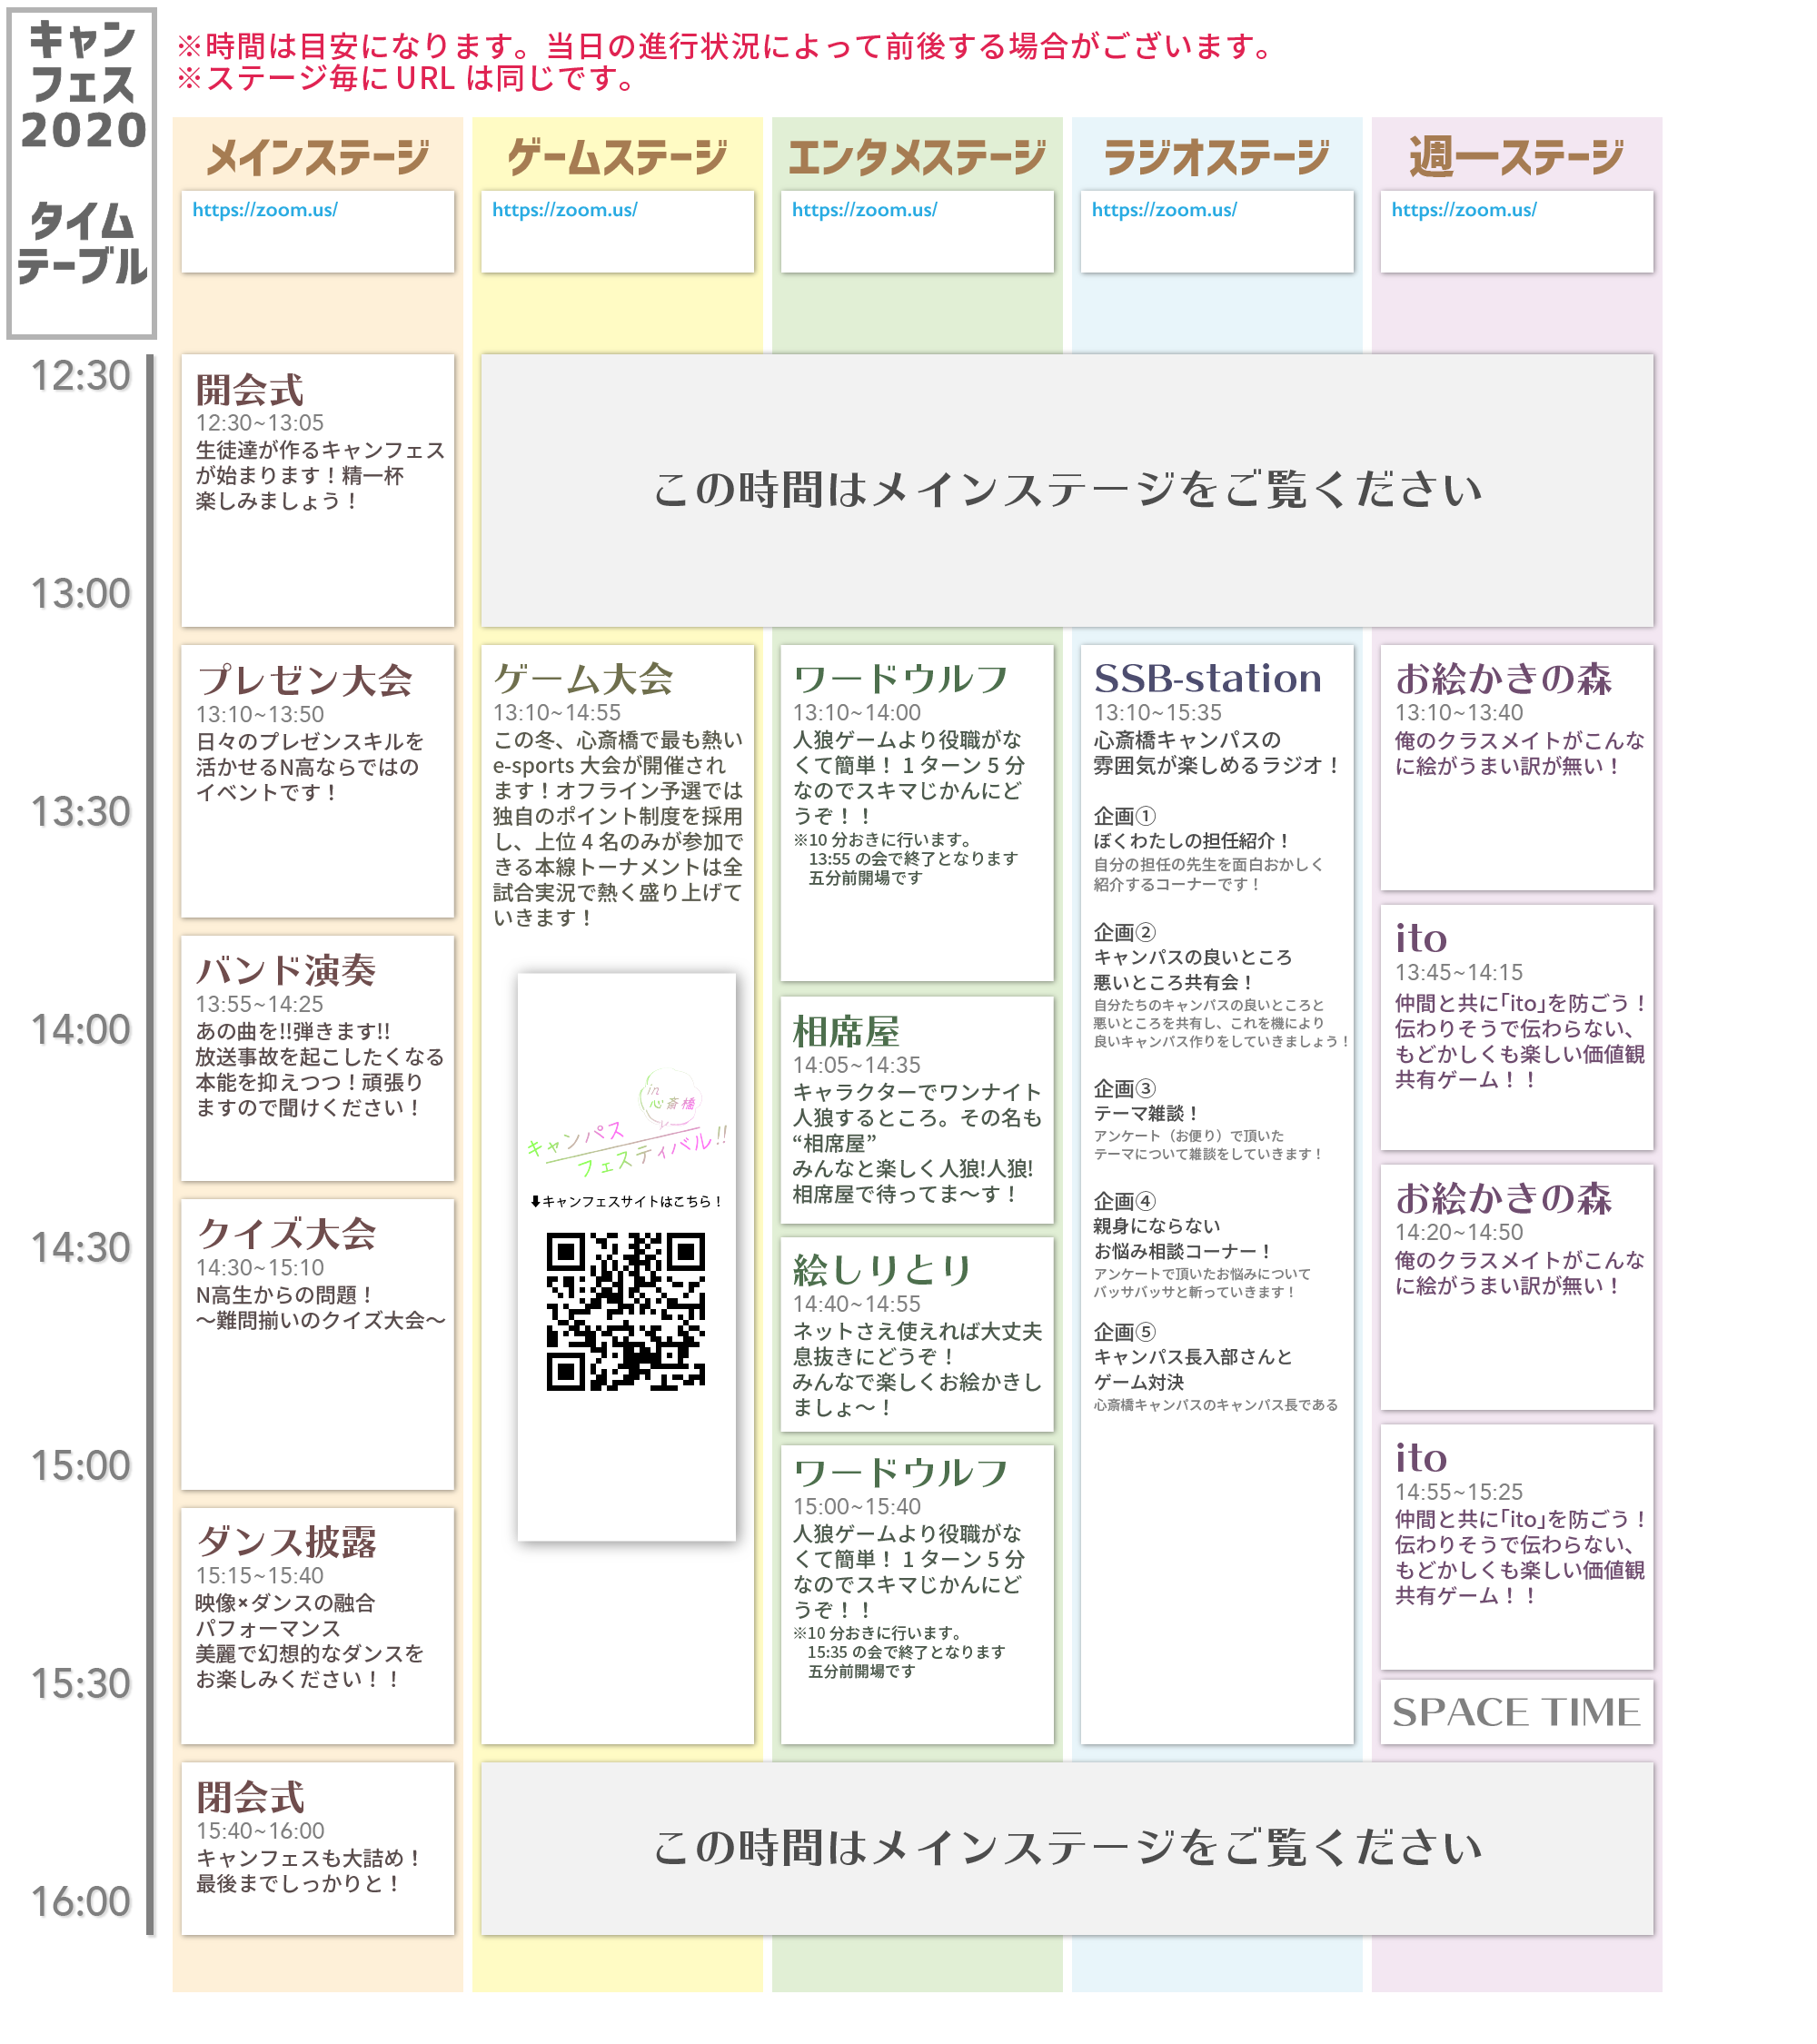 キャン
フェス
2020
タイム
テーブル
※時間は目安になります。当日の進行状況によって前後する場合がございます。
※ステージ毎にURLは同じです。
メインステージ
https://zoom.us/
ゲームステージ
https://zoom.us/
エンタメステージ
https://zoom.us/
ラジオステージ
https://zoom.us/
週一ステージ
https://zoom.us/
12:30
13:00
13:30
14:00
14:30
15:00
15:30
16:00
開会式
12:30~13:05
生徒達が作るキャンフェス
が始まります！精一杯
楽しみましょう！
この時間はメインステージをご覧ください
プレゼン大会
13:10~13:50
日々のプレゼンスキルを
活かせるN高ならではの
イベントです！
バンド演奏
13:55~14:25
あの曲を!!弾きます!!
放送事故を起こしたくなる
本能を抑えつつ！頑張り
ますので聞けください！
クイズ大会
14:30~15:10
N高生からの問題！
～難問揃いのクイズ大会～
ダンス披露
15:15~15:40
映像×ダンスの融合
パフォーマンス
美麗で幻想的なダンスを
お楽しみください！！
閉会式
15:40~16:00
キャンフェスも大詰め！
最後までしっかりと！
ゲーム大会
13:10~14:55
この冬、心斎橋で最も熱い
e-sports 大会が開催され
ます！オフライン予選では
独自のポイント制度を採用
し、上位 4 名のみが参加で
きる本線トーナメントは全
試合実況で熱く盛り上げて
いきます！
in
心斎橋
キャンパス
フェスティバル!!
⬇キャンフェスサイトはこちら！
ワードウルフ
13:10~14:00
人狼ゲームより役職がな
くて簡単！ 1 ターン 5 分
なのでスキマじかんにど
うぞ！！
※10 分おきに行います。
13:55 の会で終了となります
五分前開場です
相席屋
14:05~14:35
キャラクターでワンナイト
人狼するところ。その名も
“相席屋”
みんなと楽しく人狼!人狼!
相席屋で待ってま～す！
絵しりとり
14:40~14:55
ネットさえ使えれば大丈夫
息抜きにどうぞ！
みんなで楽しくお絵かきし
ましょ～！
ワードウルフ
15:00~15:40
人狼ゲームより役職がな
くて簡単！ 1 ターン 5 分
なのでスキマじかんにど
うぞ！！
※10 分おきに行います。
15:35 の会で終了となります
五分前開場です
SSB-station
13:10~15:35
心斎橋キャンパスの
雰囲気が楽しめるラジオ！
企画①
ぼくわたしの担任紹介！
自分の担任の先生を面白おかしく
紹介するコーナーです！
企画②
キャンパスの良いところ
悪いところ共有会！
自分たちのキャンパスの良いところと
悪いところを共有し、これを機により
良いキャンパス作りをしていきましょう！
企画③
テーマ雑談！
アンケート（お便り）で頂いた
テーマについて雑談をしていきます！
企画④
親身にならない
お悩み相談コーナー！
アンケートで頂いたお悩みについて
バッサバッサと斬っていきます！
企画⑤
キャンパス長入部さんと
ゲーム対決
心斎橋キャンパスのキャンパス長である
お絵かきの森
13:10~13:40
俺のクラスメイトがこんな
に絵がうまい訳が無い！
ito
13:45~14:15
仲間と共に｢ito｣を防ごう！
伝わりそうで伝わらない、
もどかしくも楽しい価値観
共有ゲーム！！
お絵かきの森
14:20~14:50
俺のクラスメイトがこんな
に絵がうまい訳が無い！
ito
14:55~15:25
仲間と共に｢ito｣を防ごう！
伝わりそうで伝わらない、
もどかしくも楽しい価値観
共有ゲーム！！
SPACE TIME
この時間はメインステージをご覧ください